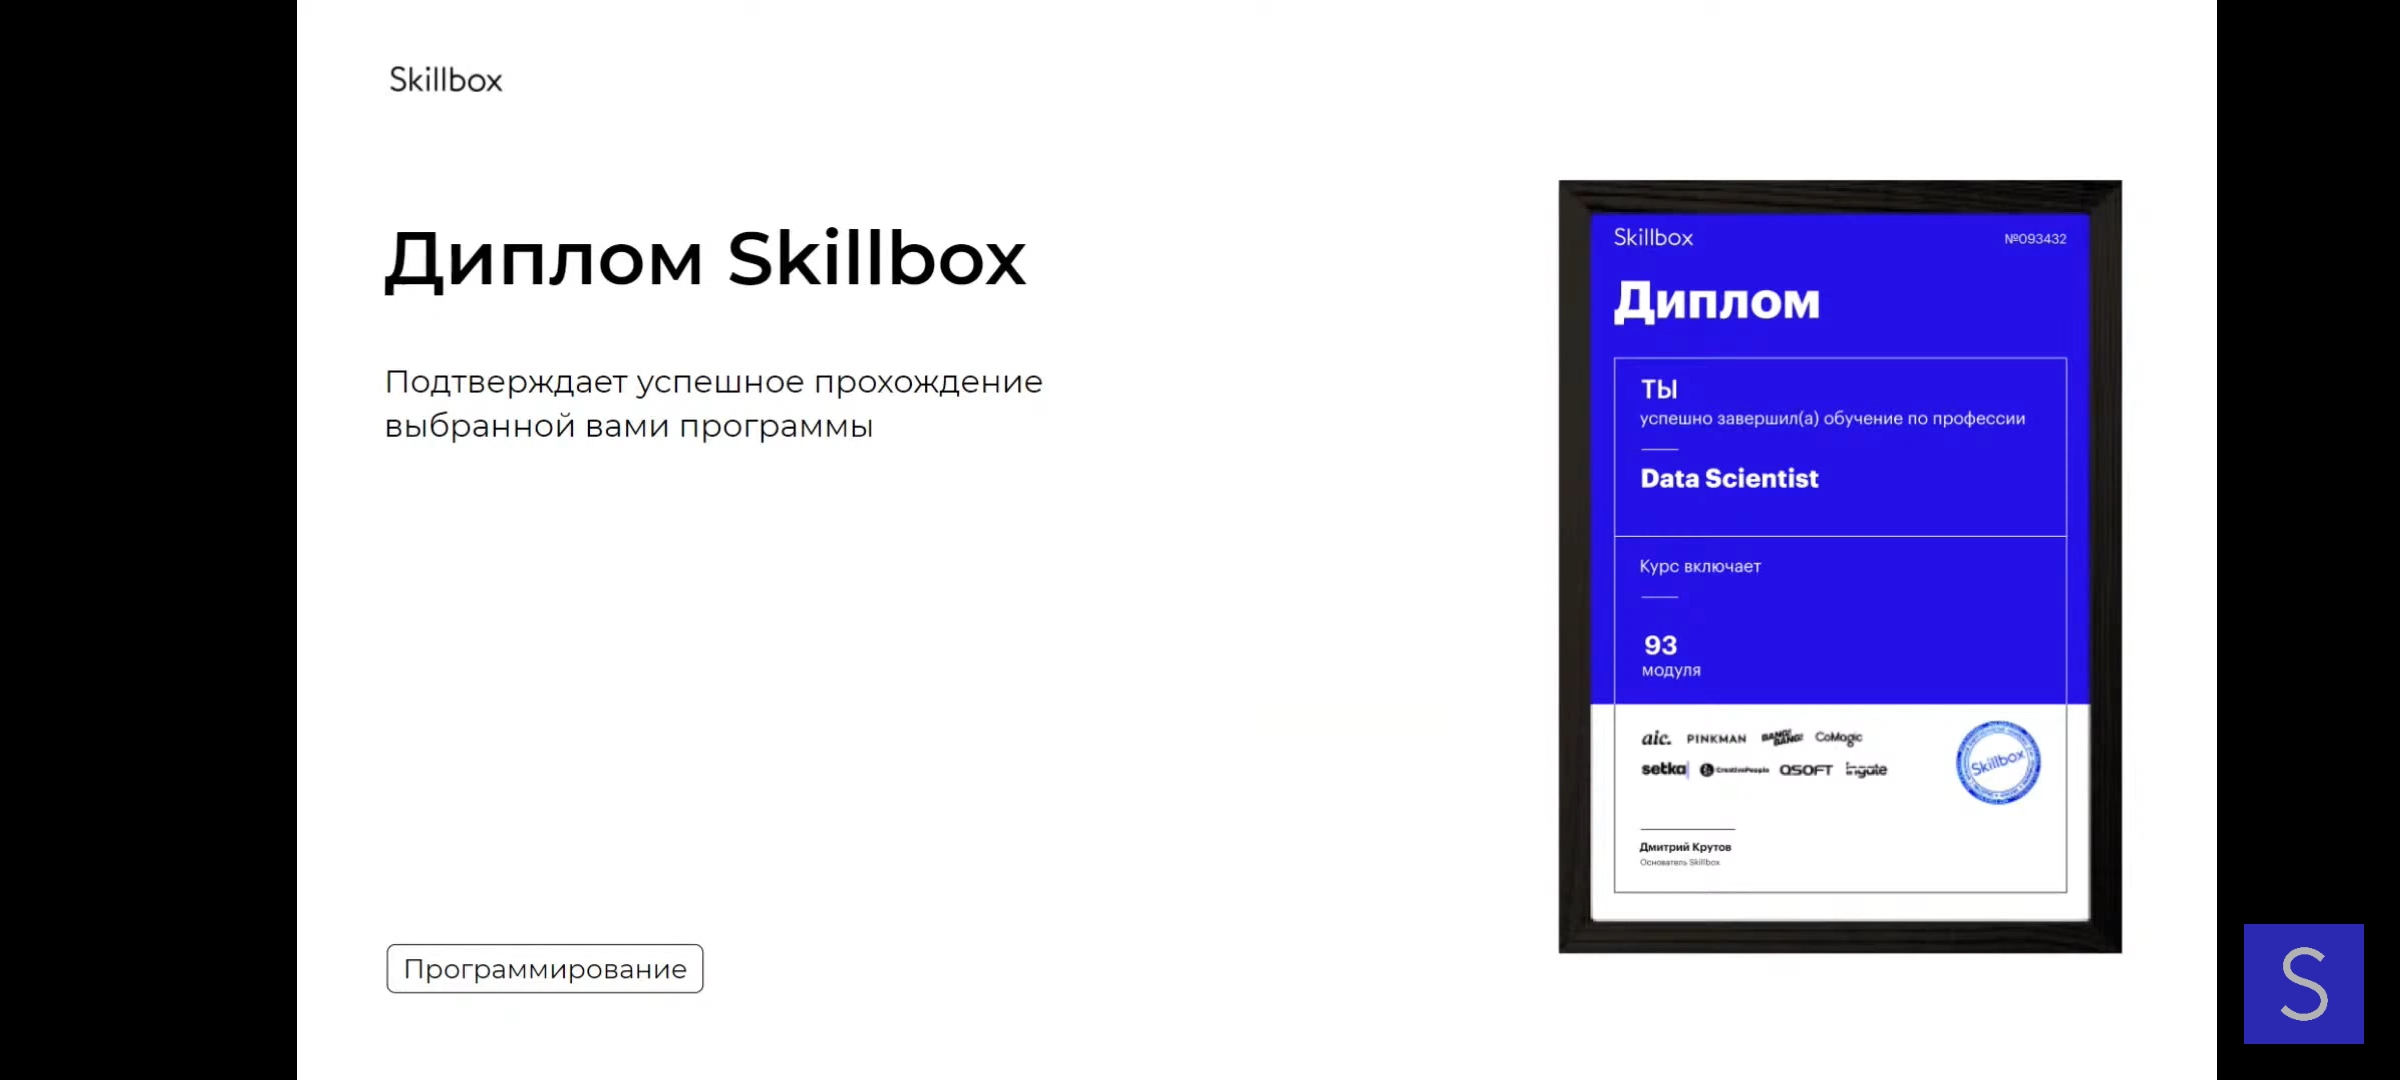 Skillbox
Диплом Skillbox
Подтверждает успешное прохождение
выбранной вами программы
Программирование
Skillbox
№093432
Диплом
ТЫ
успешно завершил(а) обучение по профессии
Data Scientist
Курс включает
93
модуля
aic. PINKMAN BANG! BANG! CoMagic
setka CreativePeople QSOFT ingate
Skillbox
Дмитрий Крутов
Основатель Skillbox
S